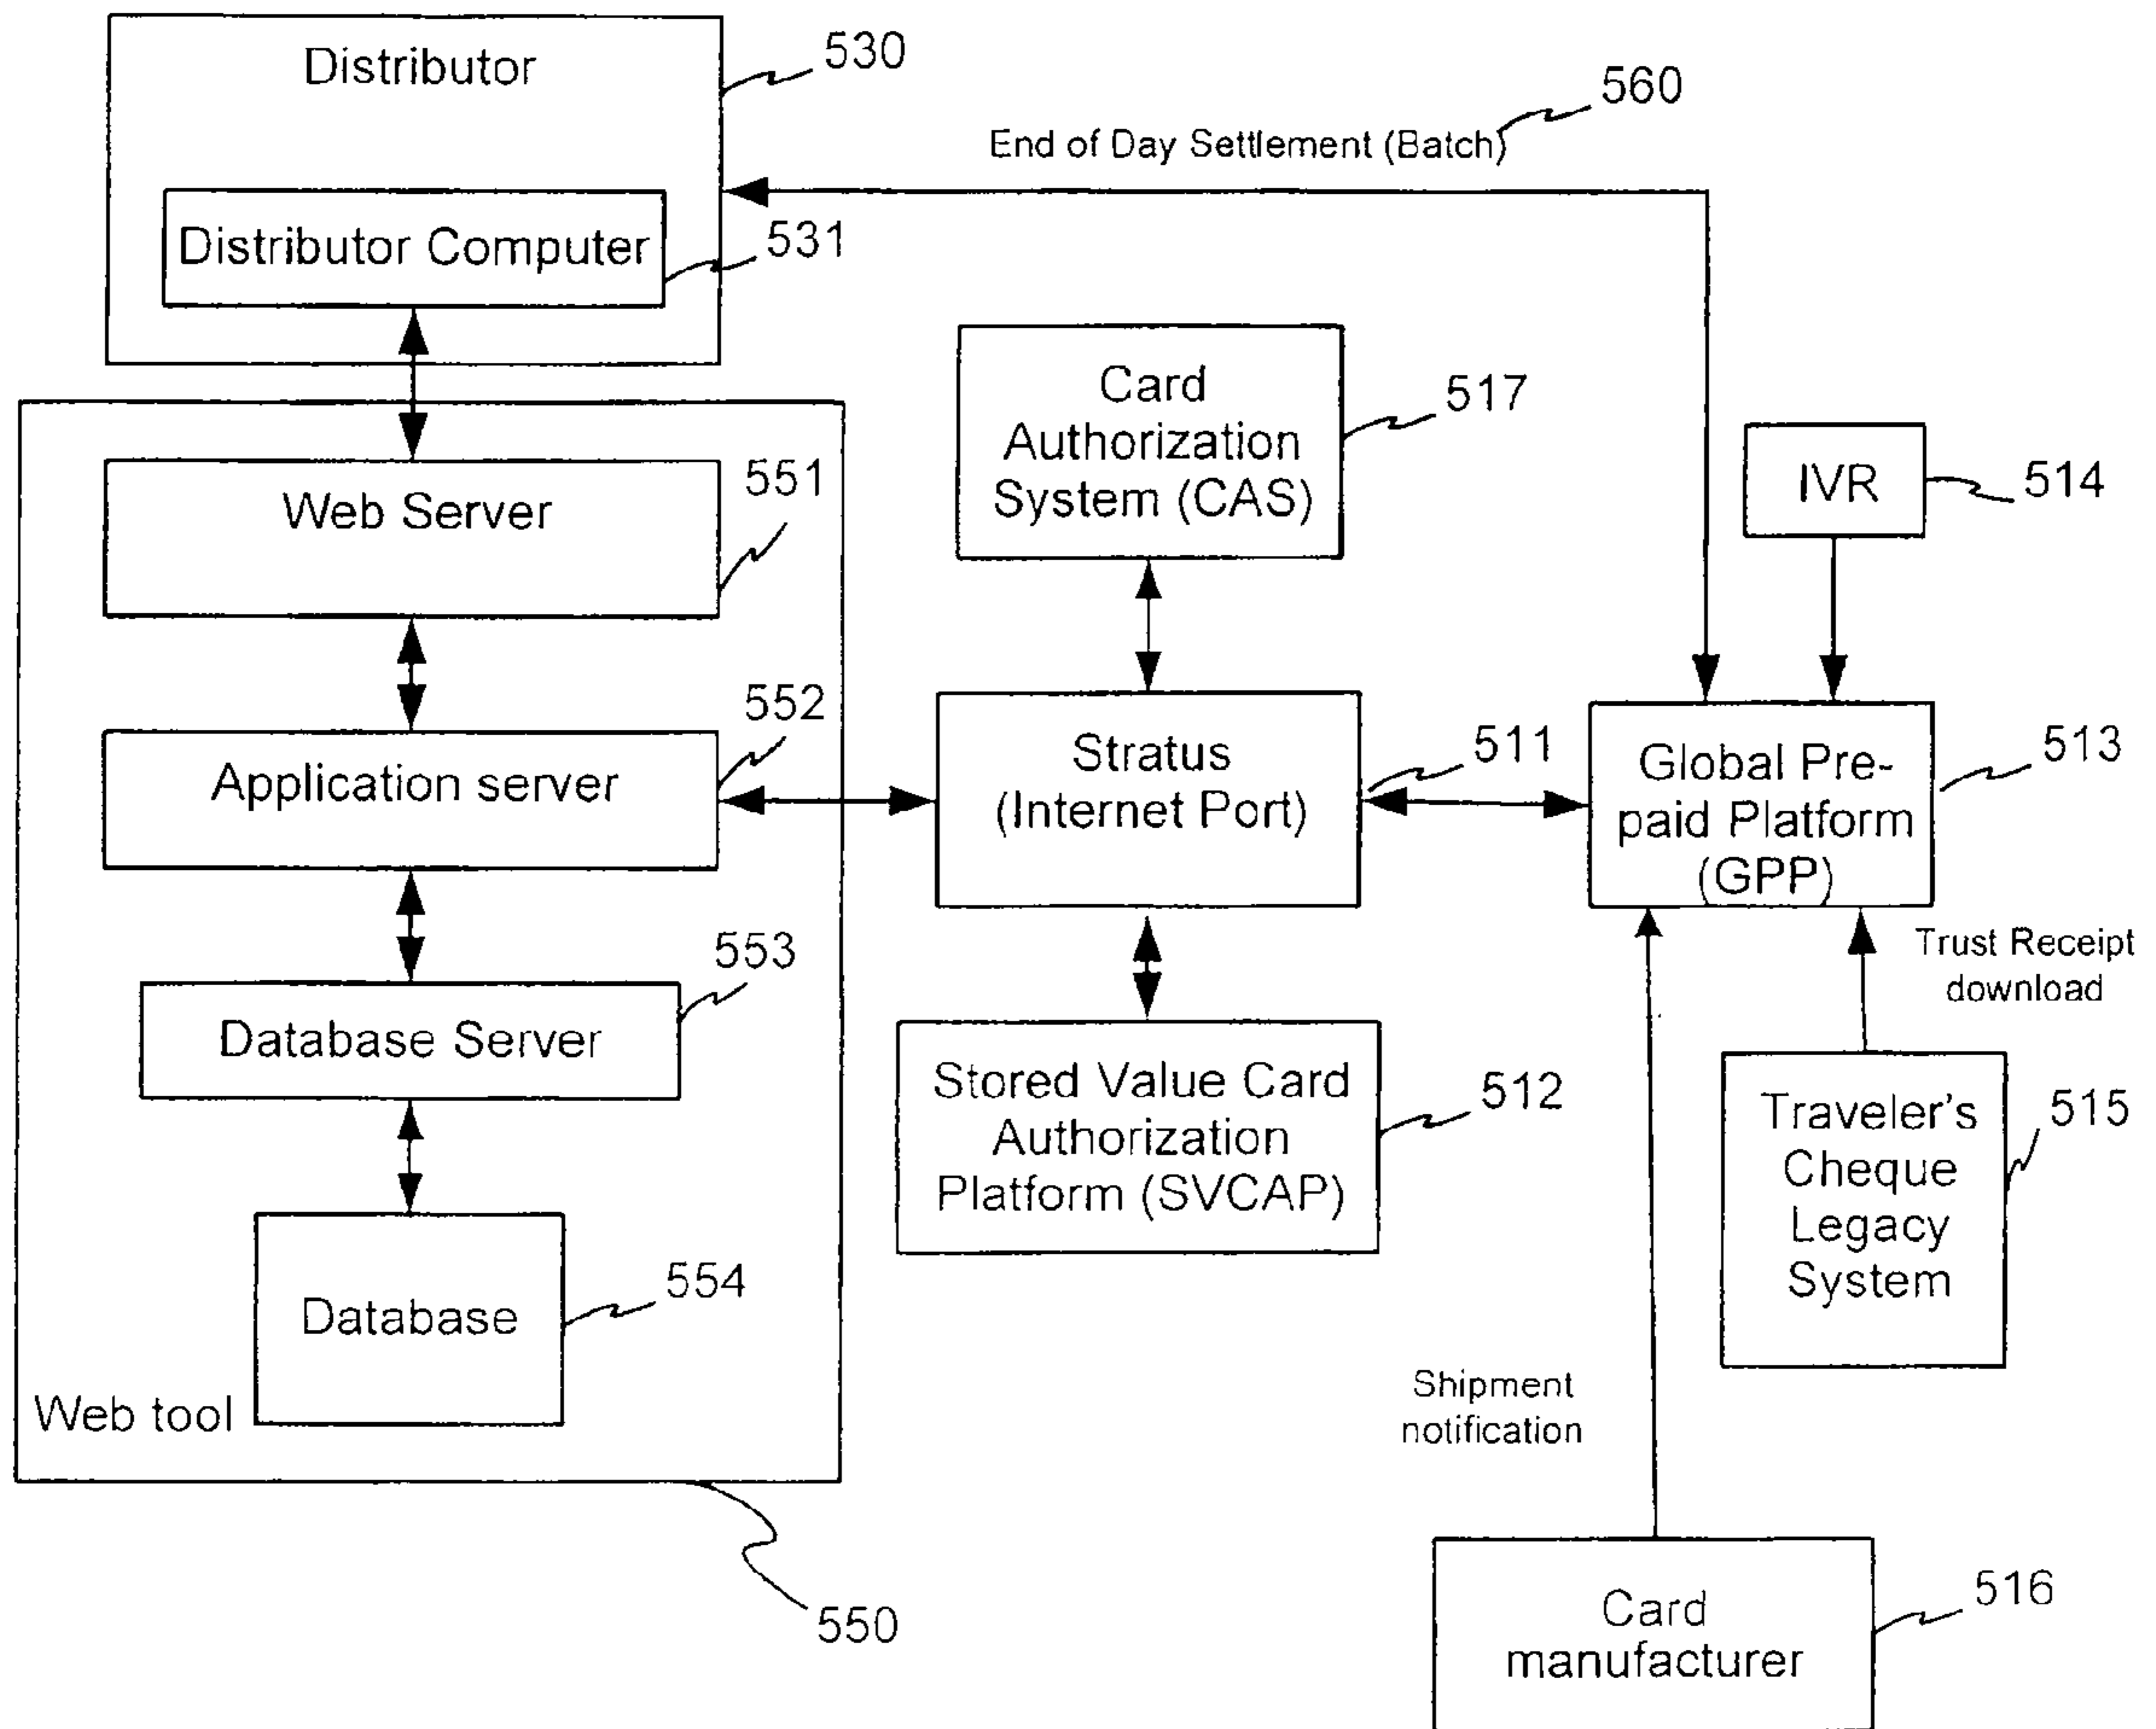 Distributor
530
560
End of Day Settlement (Batch)
Distributor Computer
531
Card
Authorization
System (CAS)
517
IVR
514
Web Server
551
552
Application server
Stratus
(Internet Port)
511
Global Pre-
paid Platform
(GPP)
513
Trust Receipt
download
553
Database Server
Stored Value Card
Authorization
Platform (SVCAP)
512
Traveler's
Cheque
Legacy
System
515
554
Database
Web tool
Shipment
notification
550
Card
manufacturer
516